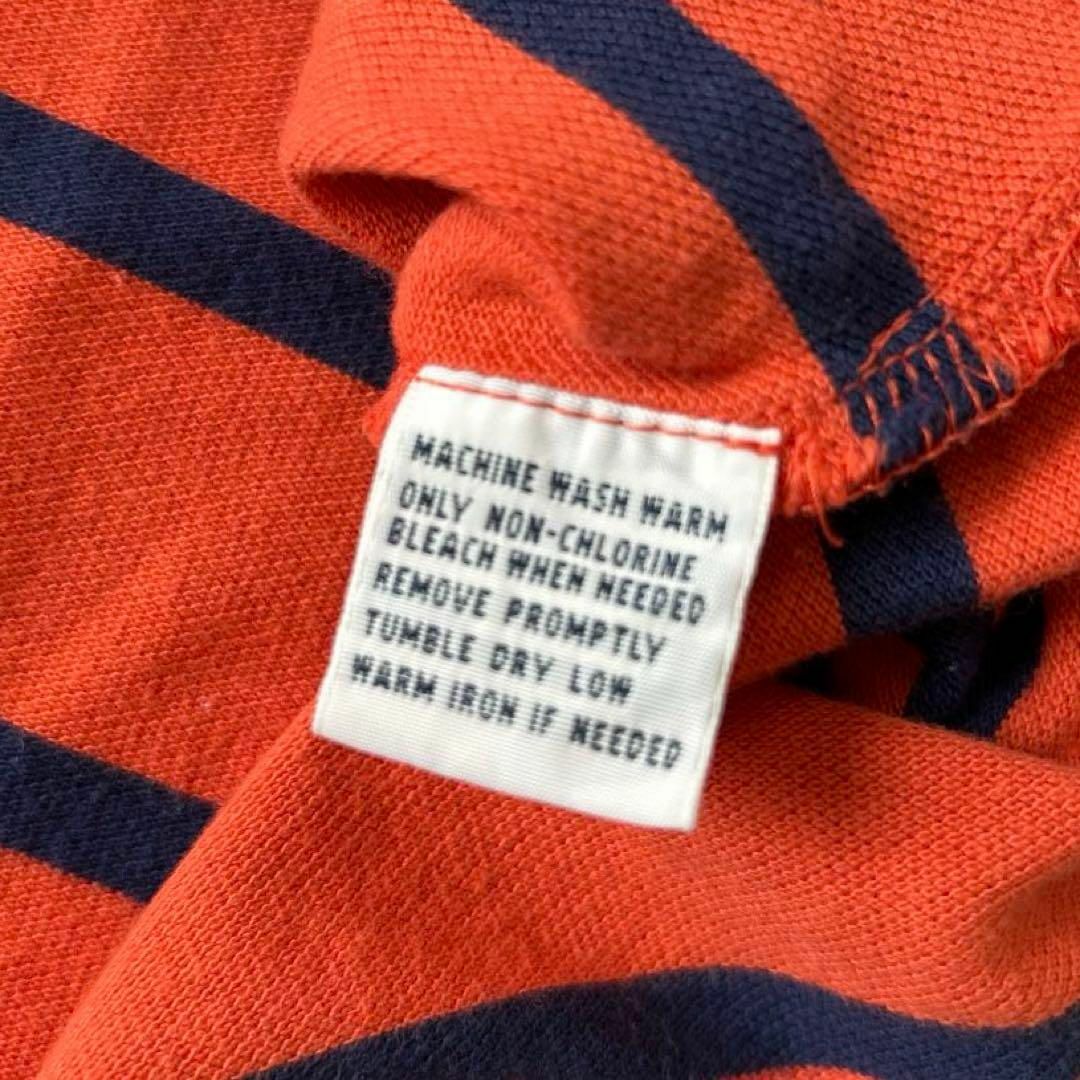 MACHINE WASH WARM
ONLY NON-CHLORINE
BLEACH WHEN NEEDED
REMOVE PROMPTLY
TUMBLE DRY LOW
WARM IRON IF NEEDED